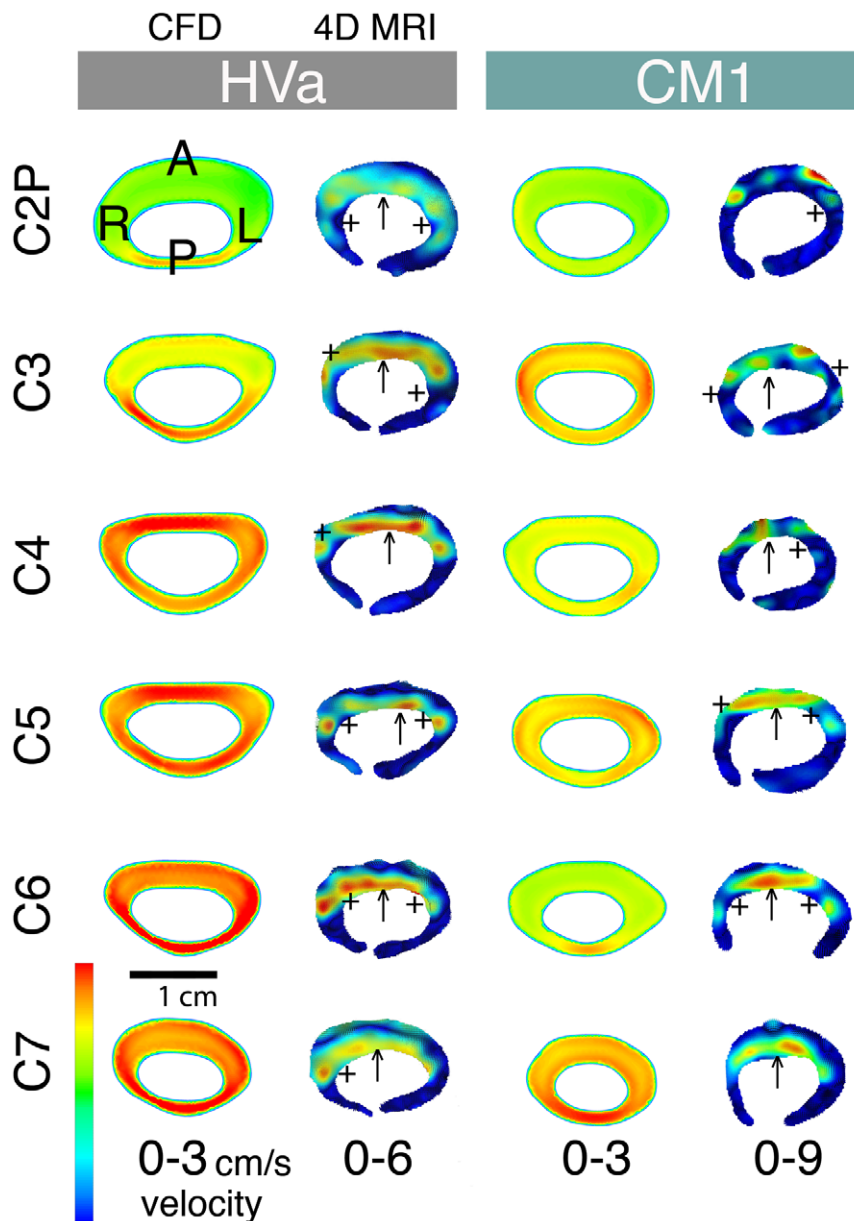 CFD 4D MRI
HVa CM1
C2P
A
R L
P
C3
C4
C5
C6
1 cm
C7
0-3 cm/s 0-6 0-3 0-9
velocity